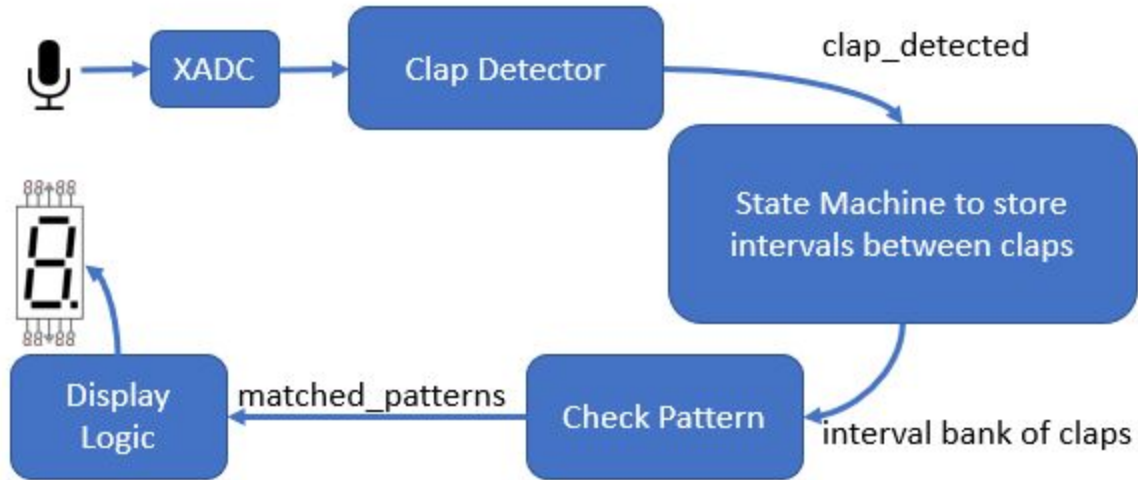 XADC
Clap Detector
clap_detected
State Machine to store
intervals between claps
interval bank of claps
Check Pattern
matched_patterns
Display
Logic